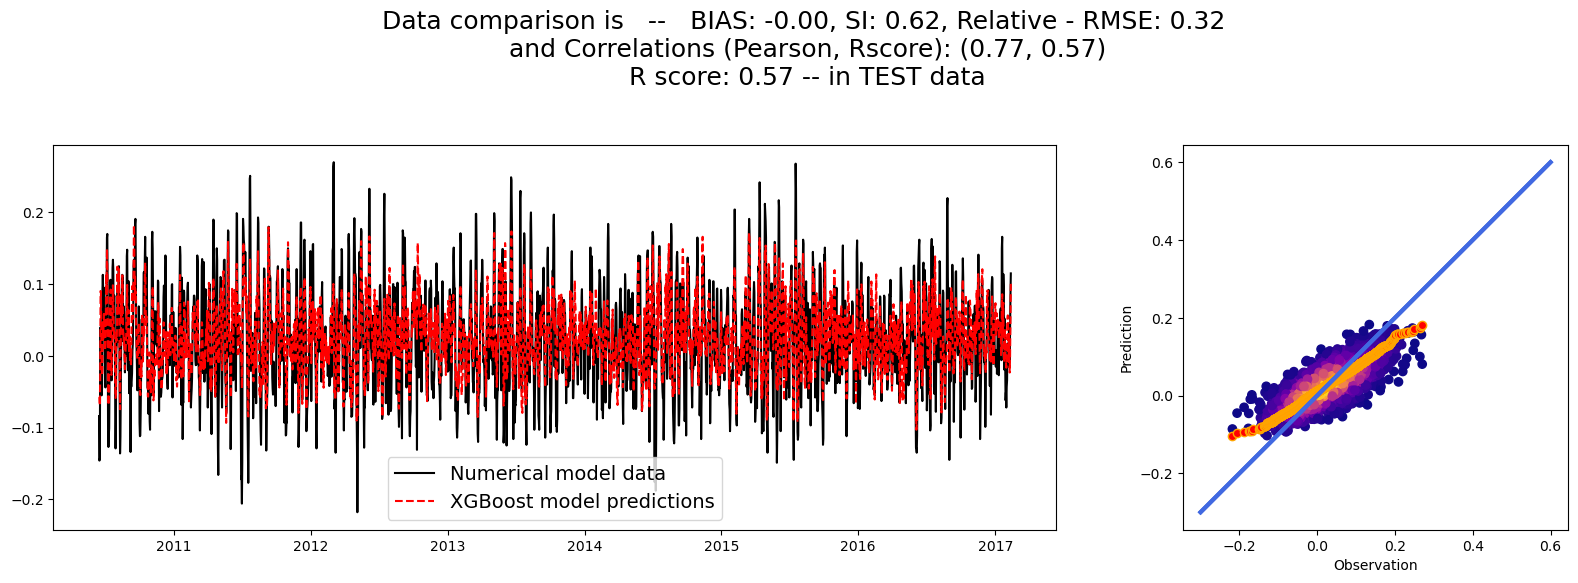 Data comparison is   --   BIAS: -0.00, SI: 0.62, Relative - RMSE: 0.32
and Correlations (Pearson, Rscore): (0.77, 0.57)
R score: 0.57 -- in TEST data
0.2
0.1
0.0
−0.1
−0.2
Numerical model data
XGBoost model predictions
2011 2012 2013 2014 2015 2016 2017
Prediction
0.6
0.4
0.2
0.0
−0.2
−0.2 0.0 0.2 0.4 0.6
Observation